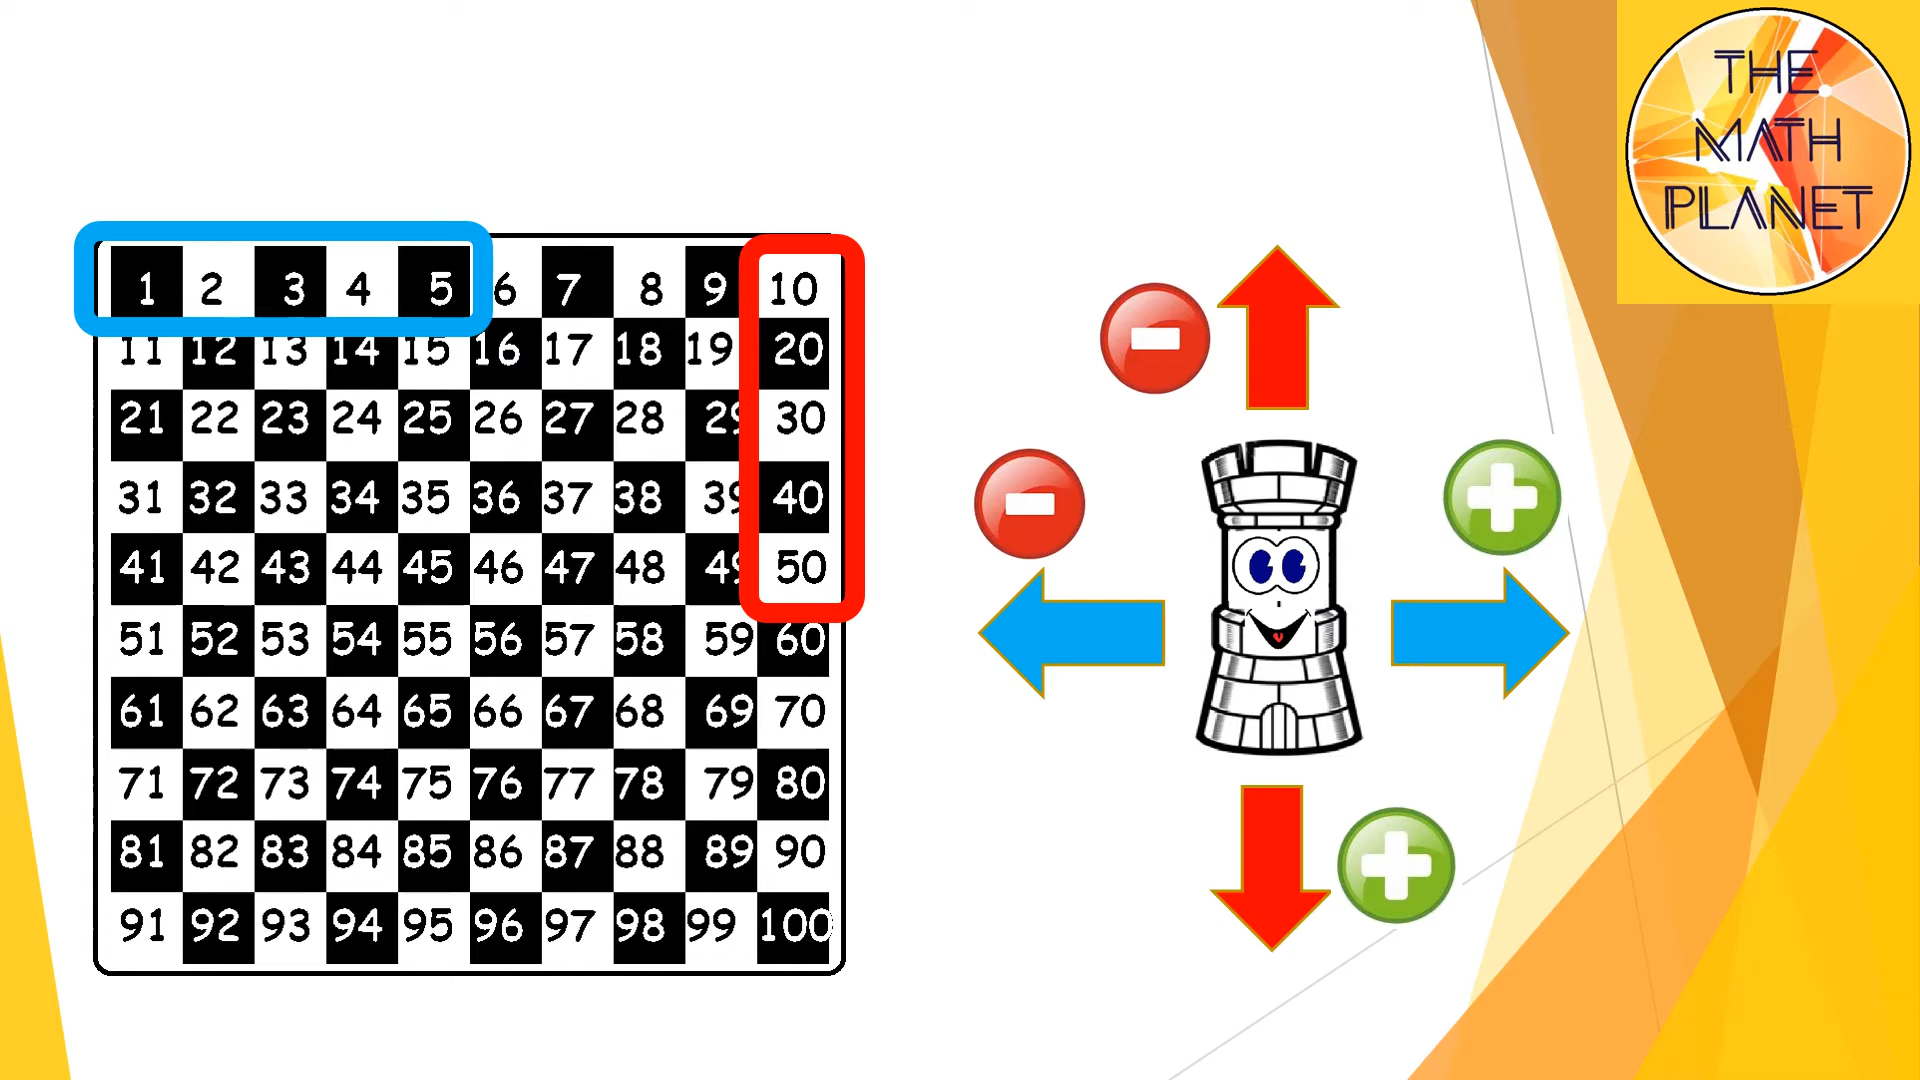 THE
MATH
PLANET
1 2 3 4 5 6 7 8 9 10
11 12 13 14 15 16 17 18 19 20
21 22 23 24 25 26 27 28 29 30
31 32 33 34 35 36 37 38 39 40
41 42 43 44 45 46 47 48 49 50
51 52 53 54 55 56 57 58 59 60
61 62 63 64 65 66 67 68 69 70
71 72 73 74 75 76 77 78 79 80
81 82 83 84 85 86 87 88 89 90
91 92 93 94 95 96 97 98 99 100